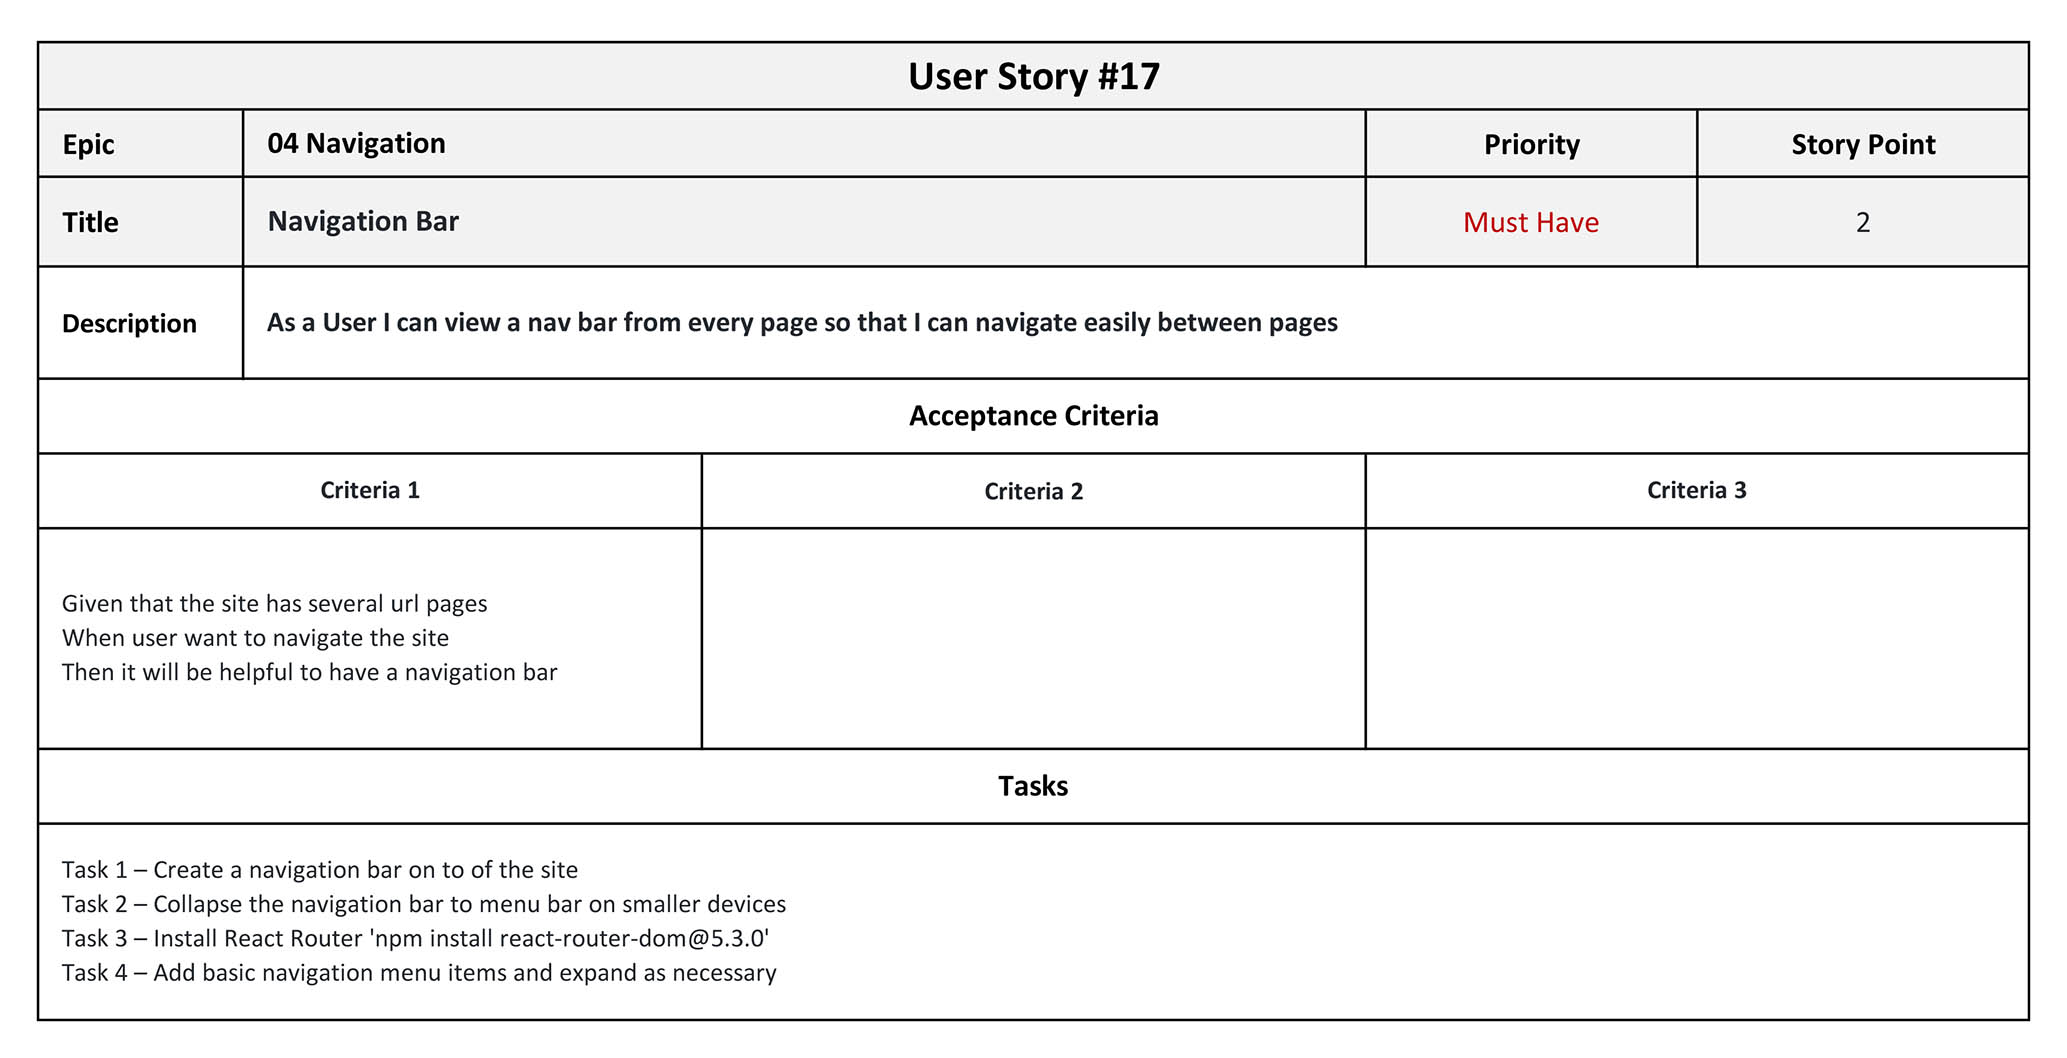 User Story #17
Epic
04 Navigation
Priority
Story Point
Title
Navigation Bar
Must Have
2
Description
As a User I can view a nav bar from every page so that I can navigate easily between pages
Acceptance Criteria
Criteria 1
Criteria 2
Criteria 3
Given that the site has several url pages
When user want to navigate the site
Then it will be helpful to have a navigation bar
Tasks
Task 1 – Create a navigation bar on to of the site
Task 2 – Collapse the navigation bar to menu bar on smaller devices
Task 3 – Install React Router 'npm install react-router-dom@5.3.0'
Task 4 – Add basic navigation menu items and expand as necessary